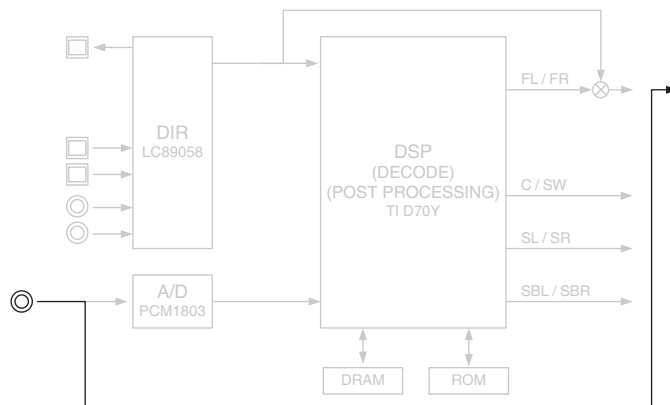 FL / FR
DIR
LC89058
DSP
(DECODE)
(POST PROCESSING)
TI D70Y
C / SW
SL / SR
A/D
PCM1803
SBL / SBR
DRAM
ROM